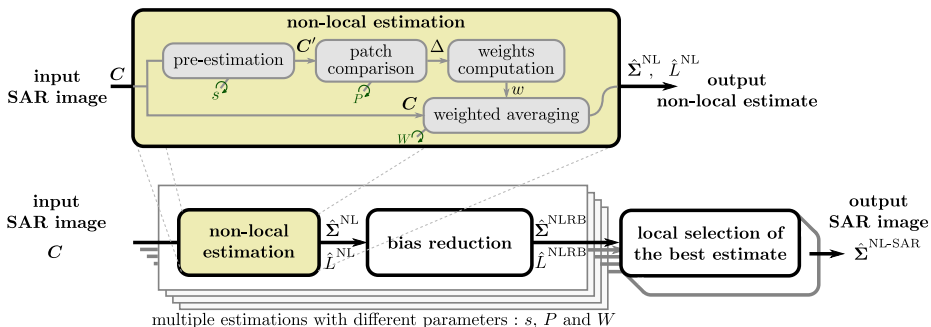 non-local estimation
input
SAR image
C
pre-estimation
C′
patch
comparison
Δ
weights
computation
s
P
w
C
weighted averaging
W
Σ̂^NL, L̂^NL
output
non-local estimate
input
SAR image
C
non-local
estimation
Σ̂^NL
L̂^NL
bias reduction
Σ̂^NLRB
L̂^NLRB
local selection of
the best estimate
output
SAR image
Σ̂^NL-SAR
multiple estimations with different parameters : s, P and W